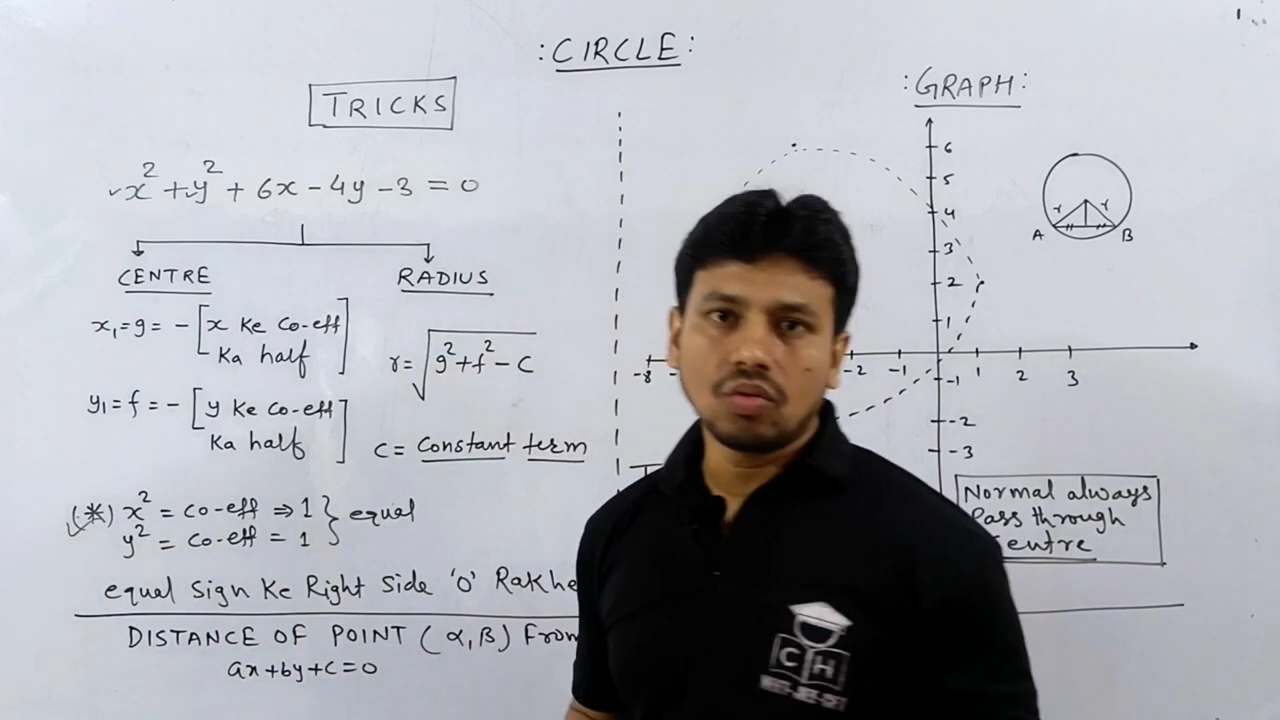 : CIRCLE :
TRICKS
x² + y² + 6x - 4y - 3 = 0
CENTRE
RADIUS
x₁ = g = - [x Ke Co-eff
Ka half]
r = √g² + f² - C
y₁ = f = - [y Ke Co-eff
Ka half]
C = Constant term
(*) x² = Co-eff ⇒ 1 } equal
y² = Co-eff = 1
equal Sign Ke Right Side '0' Rakhe
DISTANCE OF POINT (α, β) From
ax + by + C = 0
: GRAPH :
6
5
4
3
2
1
-8
-2
-1
1
2
3
-1
-2
-3
r r
A B
Normal always
Pass through
Centre
CH